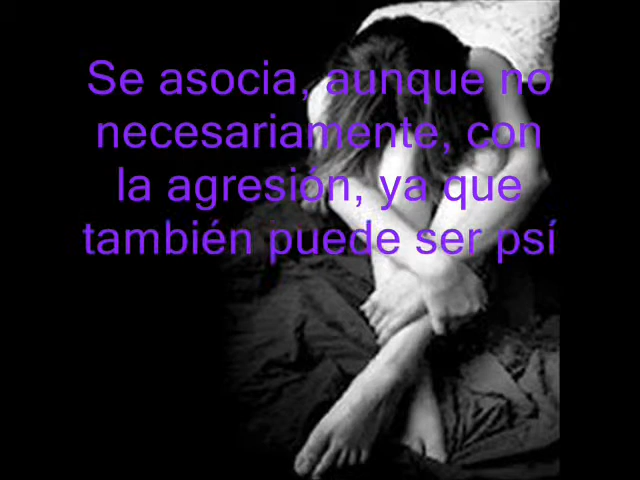 Se asocia, aunque no
necesariamente, con
la agresión, ya que
también puede ser psí